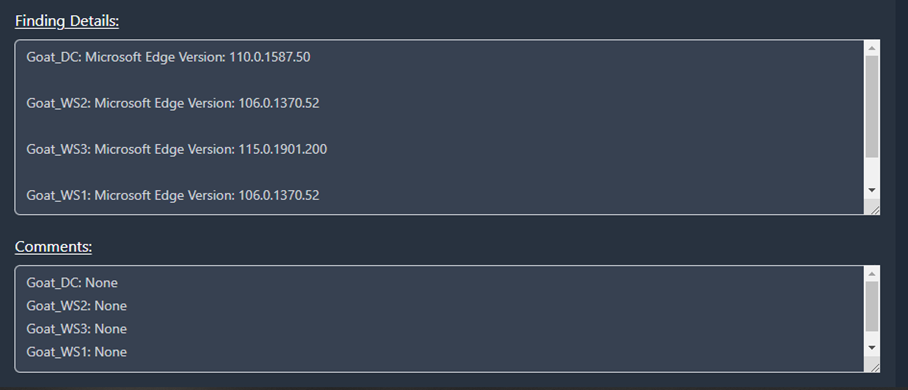 Finding Details:
Goat_DC: Microsoft Edge Version: 110.0.1587.50
Goat_WS2: Microsoft Edge Version: 106.0.1370.52
Goat_WS3: Microsoft Edge Version: 115.0.1901.200
Goat_WS1: Microsoft Edge Version: 106.0.1370.52
Comments:
Goat_DC: None
Goat_WS2: None
Goat_WS3: None
Goat_WS1: None